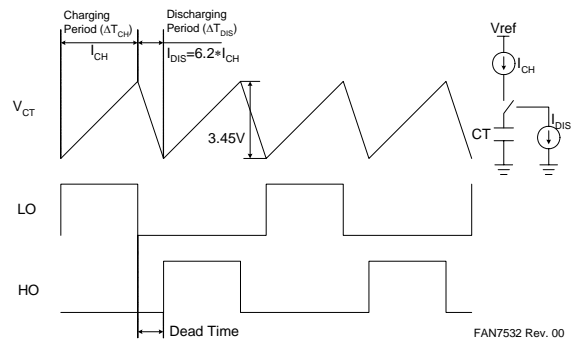 Charging
Period (ΔT_CH)
I_CH
Discharging
Period (ΔT_DIS)
I_DIS=6.2*I_CH
Vref
I_CH
V_CT
3.45V
CT
I_DIS
LO
HO
Dead Time
FAN7532 Rev. 00